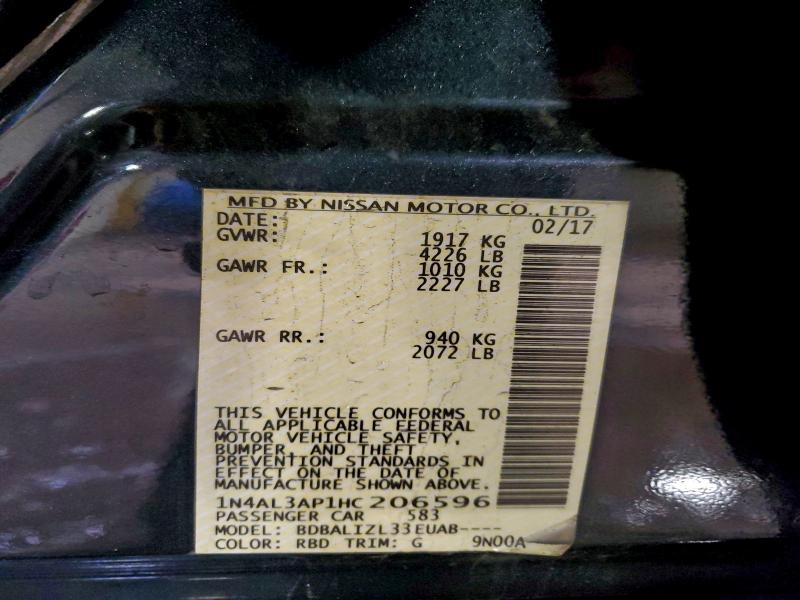 MFD BY NISSAN MOTOR CO., LTD.
DATE: 02/17
GVWR: 1917 KG
4226 LB
GAWR FR.: 1010 KG
2227 LB
GAWR RR.: 940 KG
2072 LB
THIS VEHICLE CONFORMS TO
ALL APPLICABLE FEDERAL
MOTOR VEHICLE SAFETY,
BUMPER, AND THEFT
PREVENTION STANDARDS IN
EFFECT ON THE DATE OF
MANUFACTURE SHOWN ABOVE.
1N4AL3AP1HC206596
PASSENGER CAR 583
MODEL: BDBALIZL33EUAB----
COLOR: RBD TRIM: G 9N00A